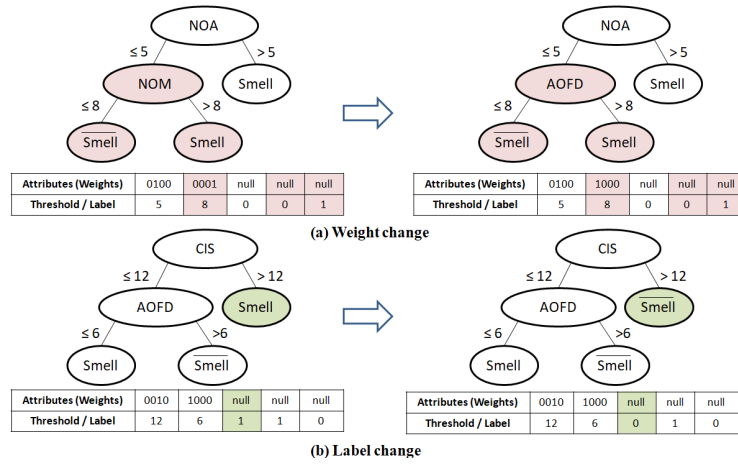 NOA
≤ 5
> 5
NOM
Smell
≤ 8
> 8
Smell
Smell
Attributes (Weights) 0100 0001 null null null
Threshold / Label 5 8 0 0 1
NOA
≤ 5
> 5
AOFD
Smell
≤ 8
> 8
Smell
Smell
Attributes (Weights) 0100 1000 null null null
Threshold / Label 5 8 0 0 1
(a) Weight change
CIS
≤ 12
> 12
AOFD
Smell
≤ 6
>6
Smell
Smell
Attributes (Weights) 0010 1000 null null null
Threshold / Label 12 6 1 1 0
CIS
≤ 12
> 12
AOFD
Smell
≤ 6
>6
Smell
Smell
Attributes (Weights) 0010 1000 null null null
Threshold / Label 12 6 0 1 0
(b) Label change